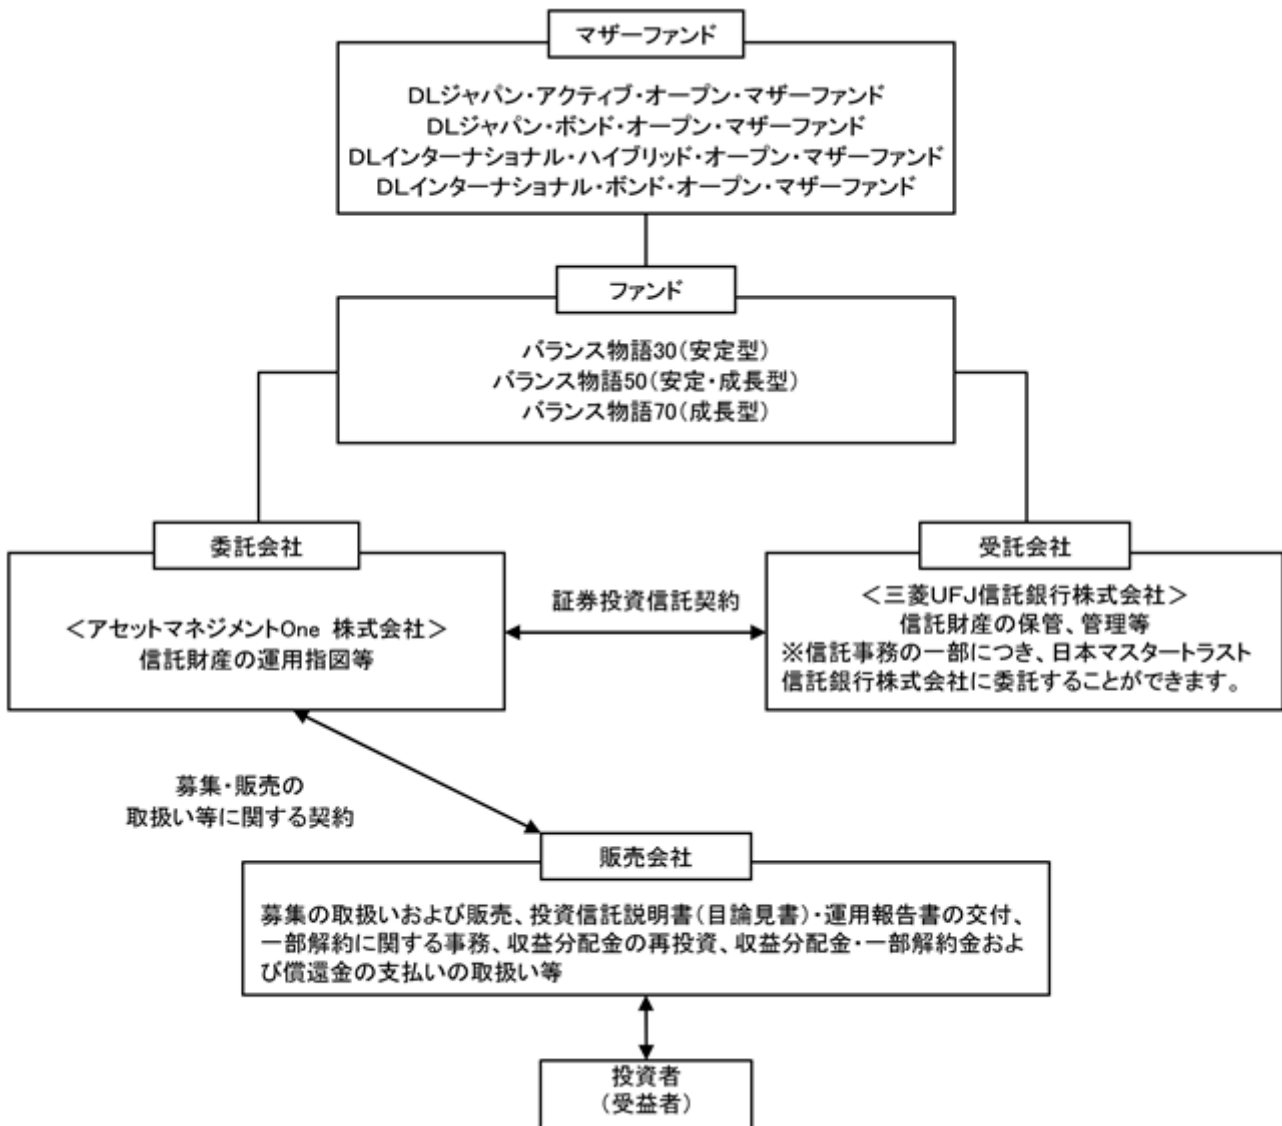 マザーファンド
DLジャパン・アクティブ・オープン・マザーファンド
DLジャパン・ボンド・オープン・マザーファンド
DLインターナショナル・ハイブリッド・オープン・マザーファンド
DLインターナショナル・ボンド・オープン・マザーファンド
ファンド
バランス物語30(安定型)
バランス物語50(安定・成長型)
バランス物語70(成長型)
委託会社
<アセットマネジメントOne 株式会社>
信託財産の運用指図等
証券投資信託契約
受託会社
<三菱UFJ信託銀行株式会社>
信託財産の保管、管理等
※信託事務の一部につき、日本マスタートラスト
信託銀行株式会社に委託することができます。
募集・販売の
取扱い等に関する契約
販売会社
募集の取扱いおよび販売、投資信託説明書(目論見書)・運用報告書の交付、
一部解約に関する事務、収益分配金の再投資、収益分配金・一部解約金およ
び償還金の支払いの取扱い等
投資者
(受益者)